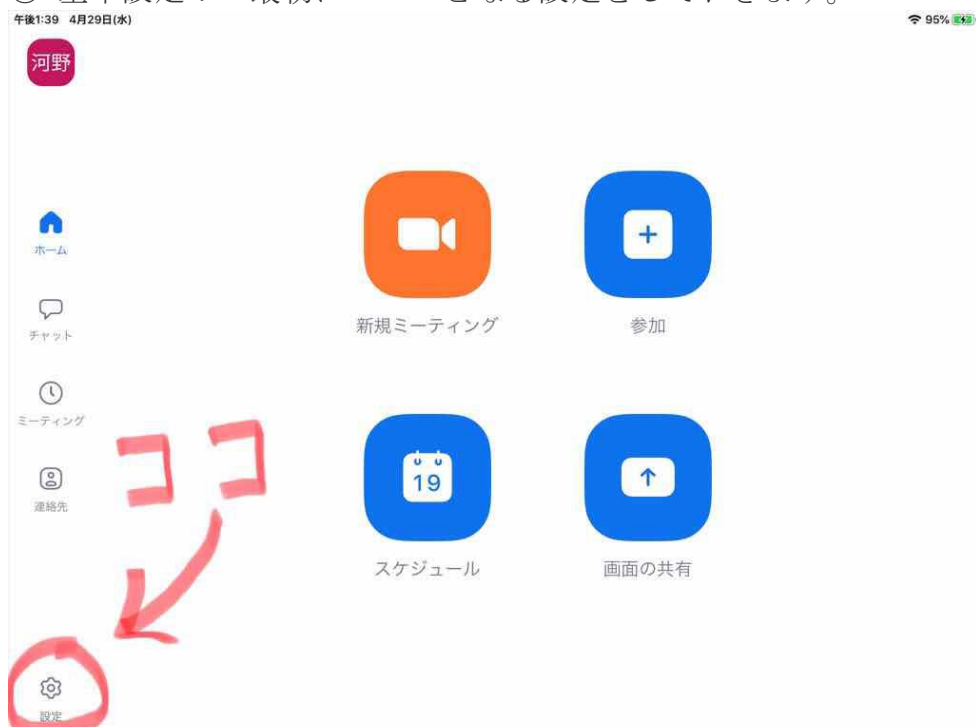 午後1:39 4月29日(水)
95%
河野
ホーム
チャット
ミーティング
連絡先
設定
新規ミーティング
参加
19
スケジュール
画面の共有
ココ